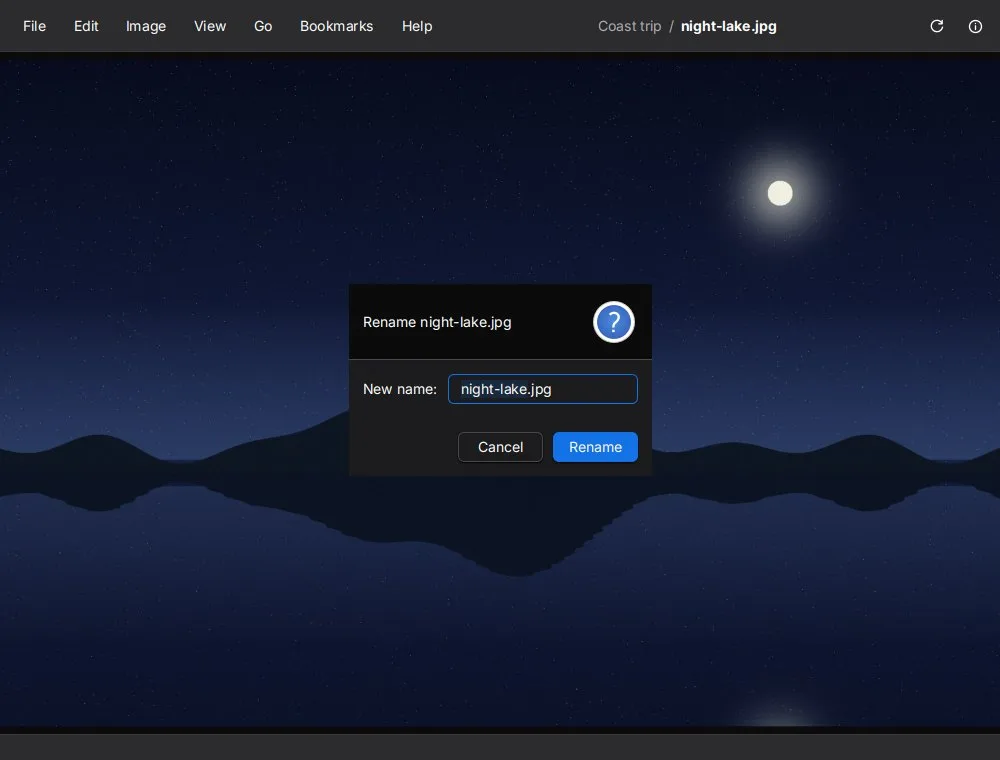 File Edit Image View Go Bookmarks Help Coast trip / night-lake.jpg
Rename night-lake.jpg
?
New name: night-lake.jpg
Cancel Rename